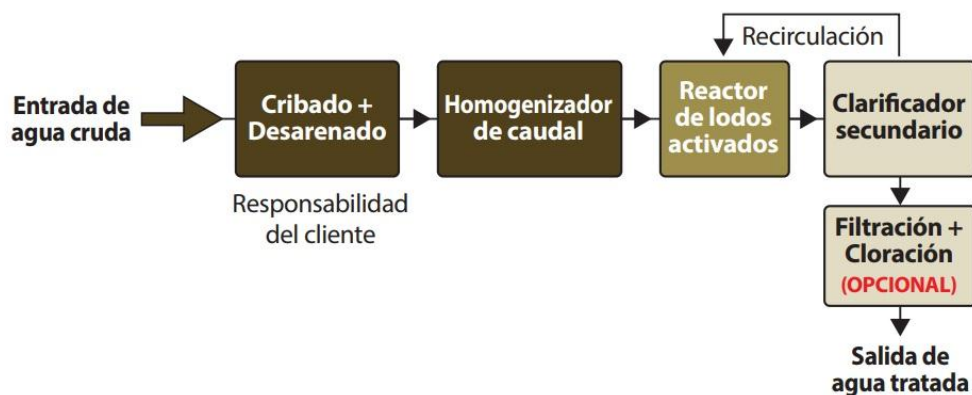 Entrada de
agua cruda
Cribado +
Desarenado
Responsabilidad
del cliente
Homogenizador
de caudal
Reactor
de lodos
activados
Recirculación
Clarificador
secundario
Filtración +
Cloración
(OPCIONAL)
Salida de
agua tratada